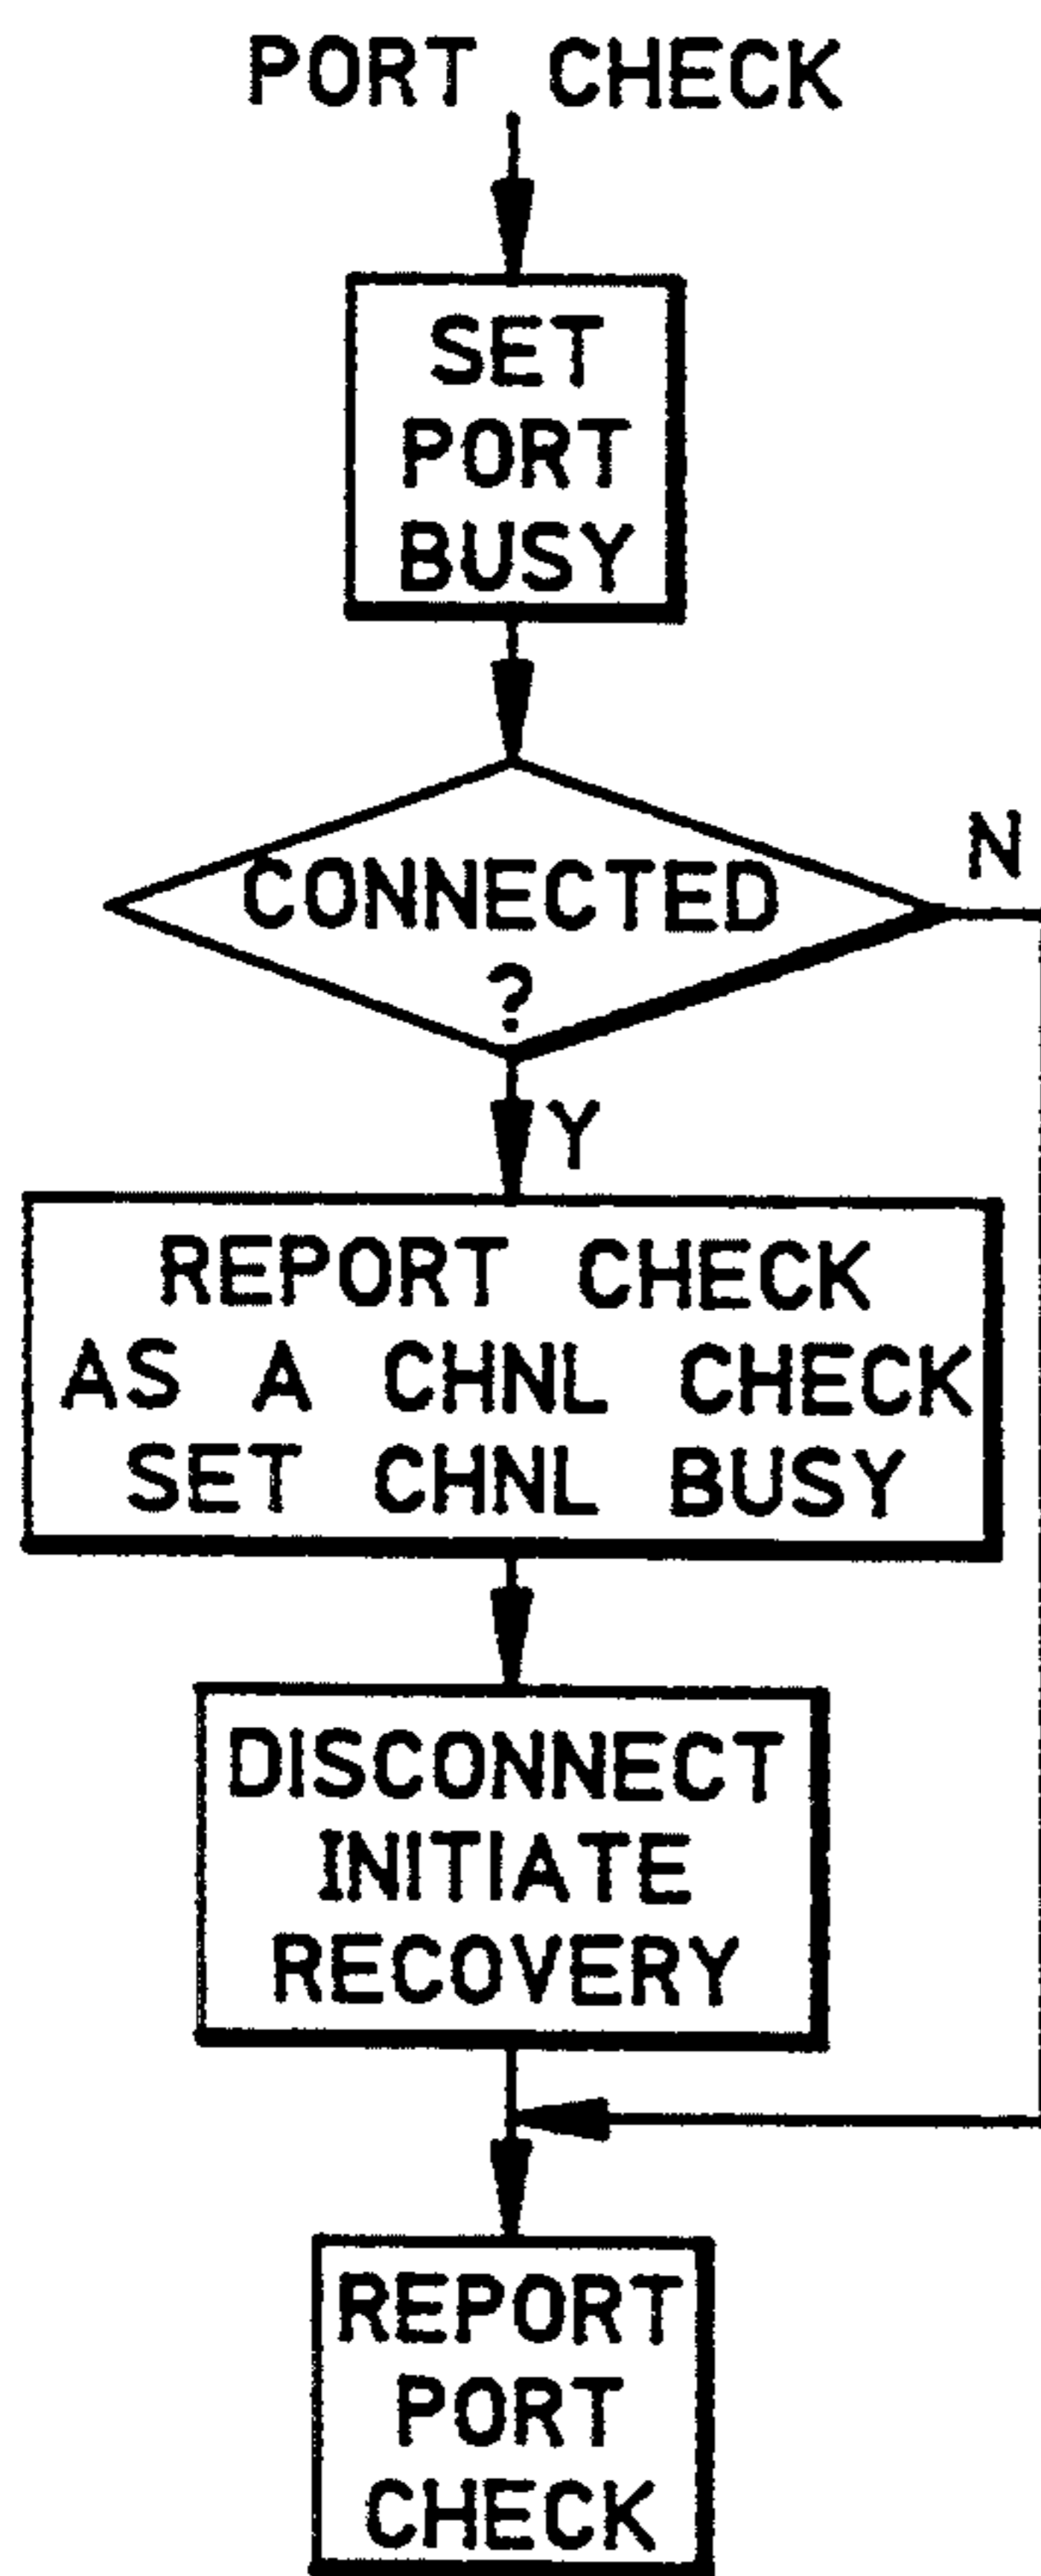 PORT CHECK
SET
PORT
BUSY
CONNECTED
?
N
Y
REPORT CHECK
AS A CHNL CHECK
SET CHNL BUSY
DISCONNECT
INITIATE
RECOVERY
REPORT
PORT
CHECK